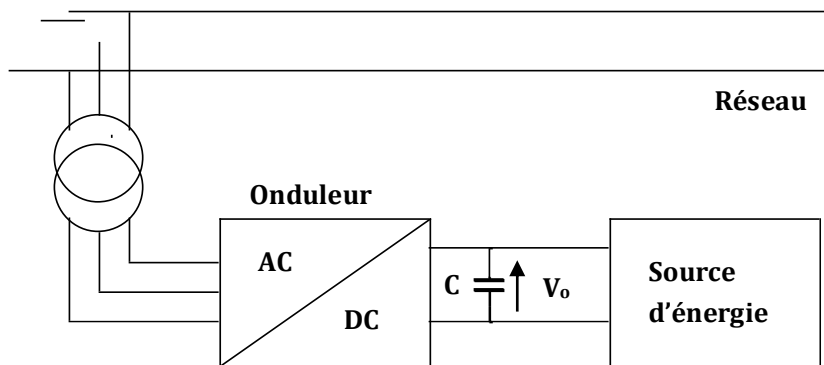 Réseau
Onduleur
AC
DC
C
Vo
Source
d'énergie